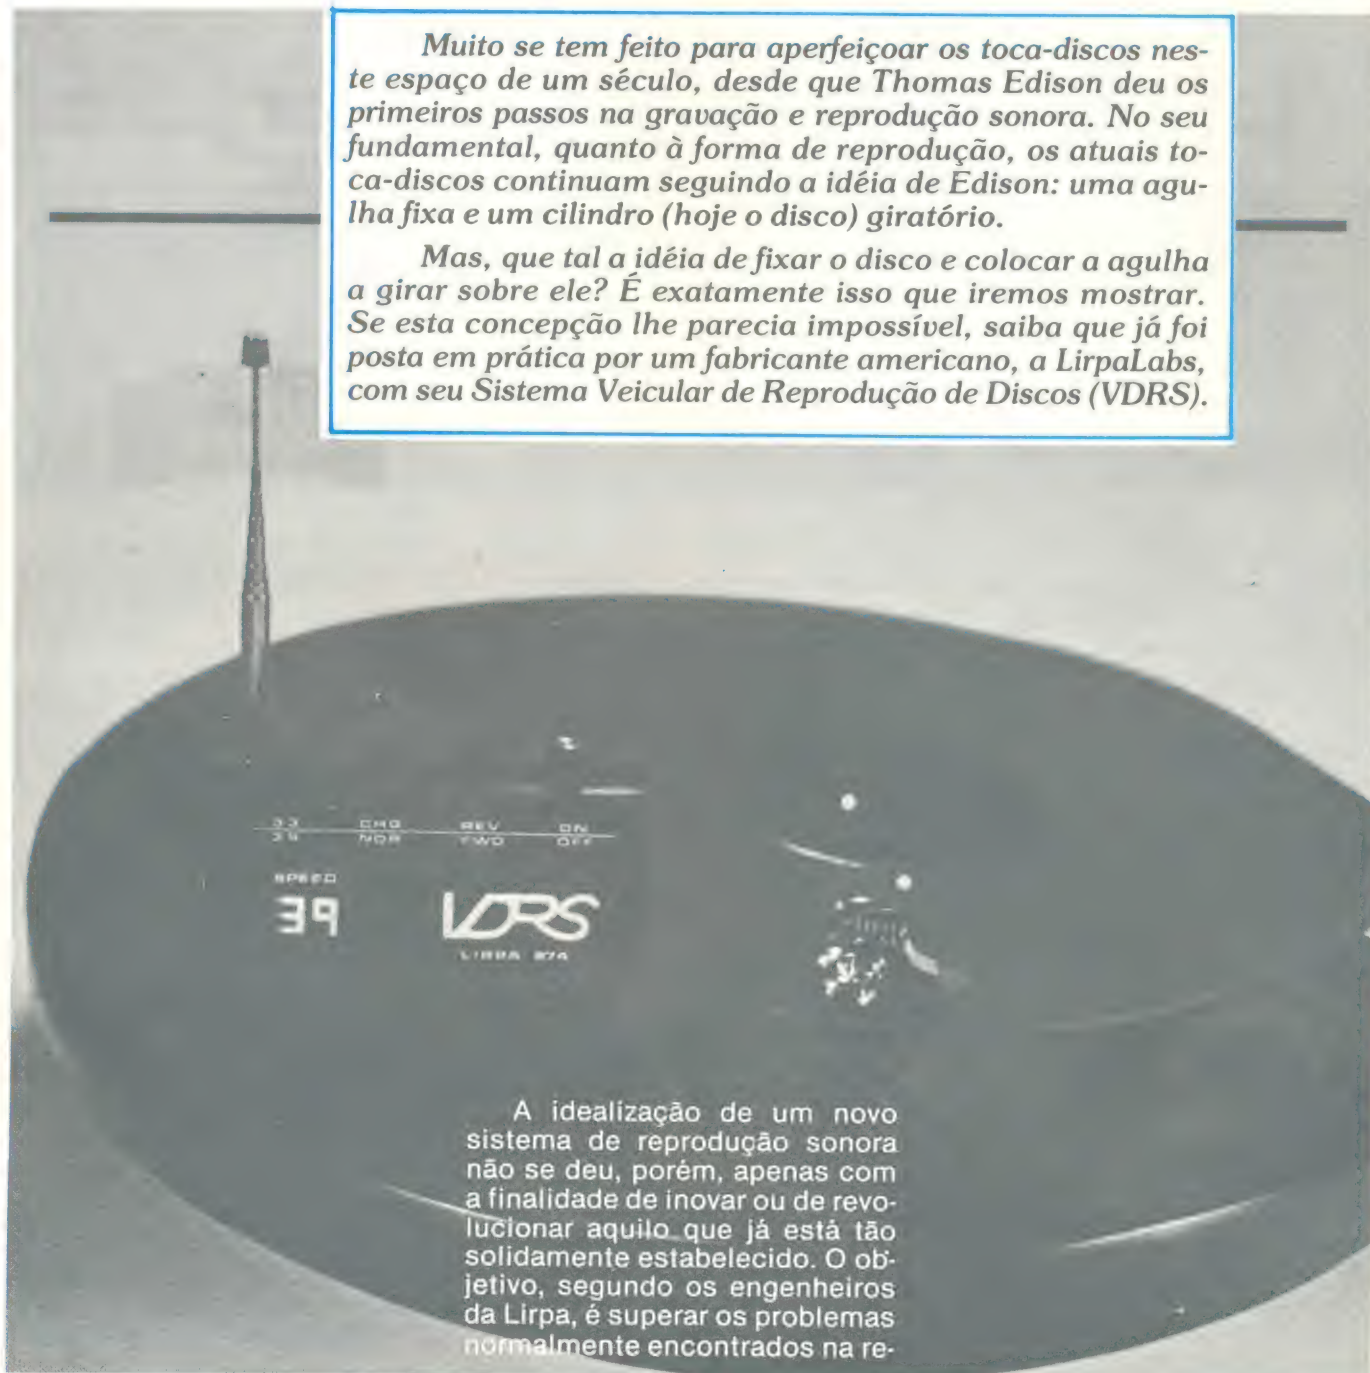 Muito se tem feito para aperfeiçoar os toca-discos nes-
te espaço de um século, desde que Thomas Edison deu os
primeiros passos na gravação e reprodução sonora. No seu
fundamental, quanto à forma de reprodução, os atuais to-
ca-discos continuam seguindo a idéia de Edison: uma agu-
lha fixa e um cilindro (hoje o disco) giratório.
Mas, que tal a idéia de fixar o disco e colocar a agulha
a girar sobre ele? É exatamente isso que iremos mostrar.
Se esta concepção lhe parecia impossível, saiba que já foi
posta em prática por um fabricante americano, a LirpaLabs,
com seu Sistema Veicular de Reprodução de Discos (VDRS).
33 CHG REV ON
NOR FWD OFF
SPEED
39 VDRS
LIRPA
A idealização de um novo
sistema de reprodução sonora
não se deu, porém, apenas com
a finalidade de inovar ou de revo-
lucionar aquilo que já está tão
solidamente estabelecido. O ob-
jetivo, segundo os engenheiros
da Lirpa, é superar os problemas
normalmente encontrados na re-